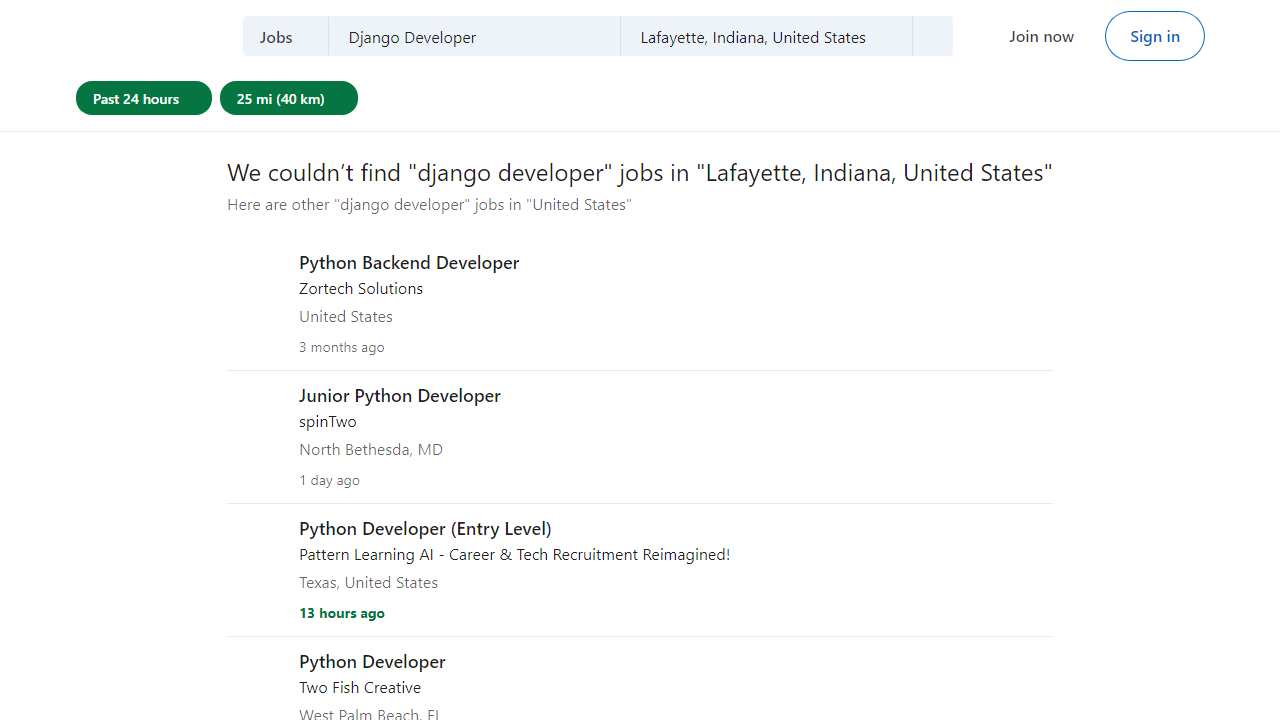 Jobs
Django Developer
Lafayette, Indiana, United States
Join now
Sign in
Past 24 hours
25 mi (40 km)
We couldn’t find "django developer" jobs in "Lafayette, Indiana, United States"
Here are other "django developer" jobs in "United States"
Python Backend Developer
Zortech Solutions
United States
3 months ago
Junior Python Developer
spinTwo
North Bethesda, MD
1 day ago
Python Developer (Entry Level)
Pattern Learning AI - Career & Tech Recruitment Reimagined!
Texas, United States
13 hours ago
Python Developer
Two Fish Creative
West Palm Beach, FL